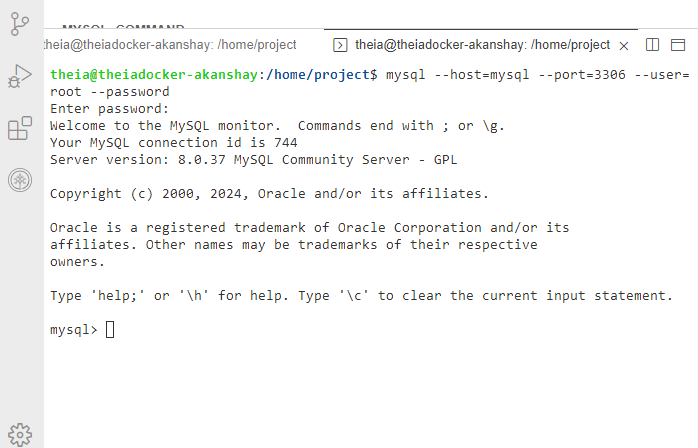 MYSQL COMMAND
theia@theiadocker-akanshay: /home/project
theia@theiadocker-akanshay: /home/project
theia@theiadocker-akanshay:/home/project$ mysql --host=mysql --port=3306 --user=
root --password
Enter password:
Welcome to the MySQL monitor.  Commands end with ; or \g.
Your MySQL connection id is 744
Server version: 8.0.37 MySQL Community Server - GPL
Copyright (c) 2000, 2024, Oracle and/or its affiliates.
Oracle is a registered trademark of Oracle Corporation and/or its
affiliates. Other names may be trademarks of their respective
owners.
Type 'help;' or '\h' for help. Type '\c' to clear the current input statement.
mysql>